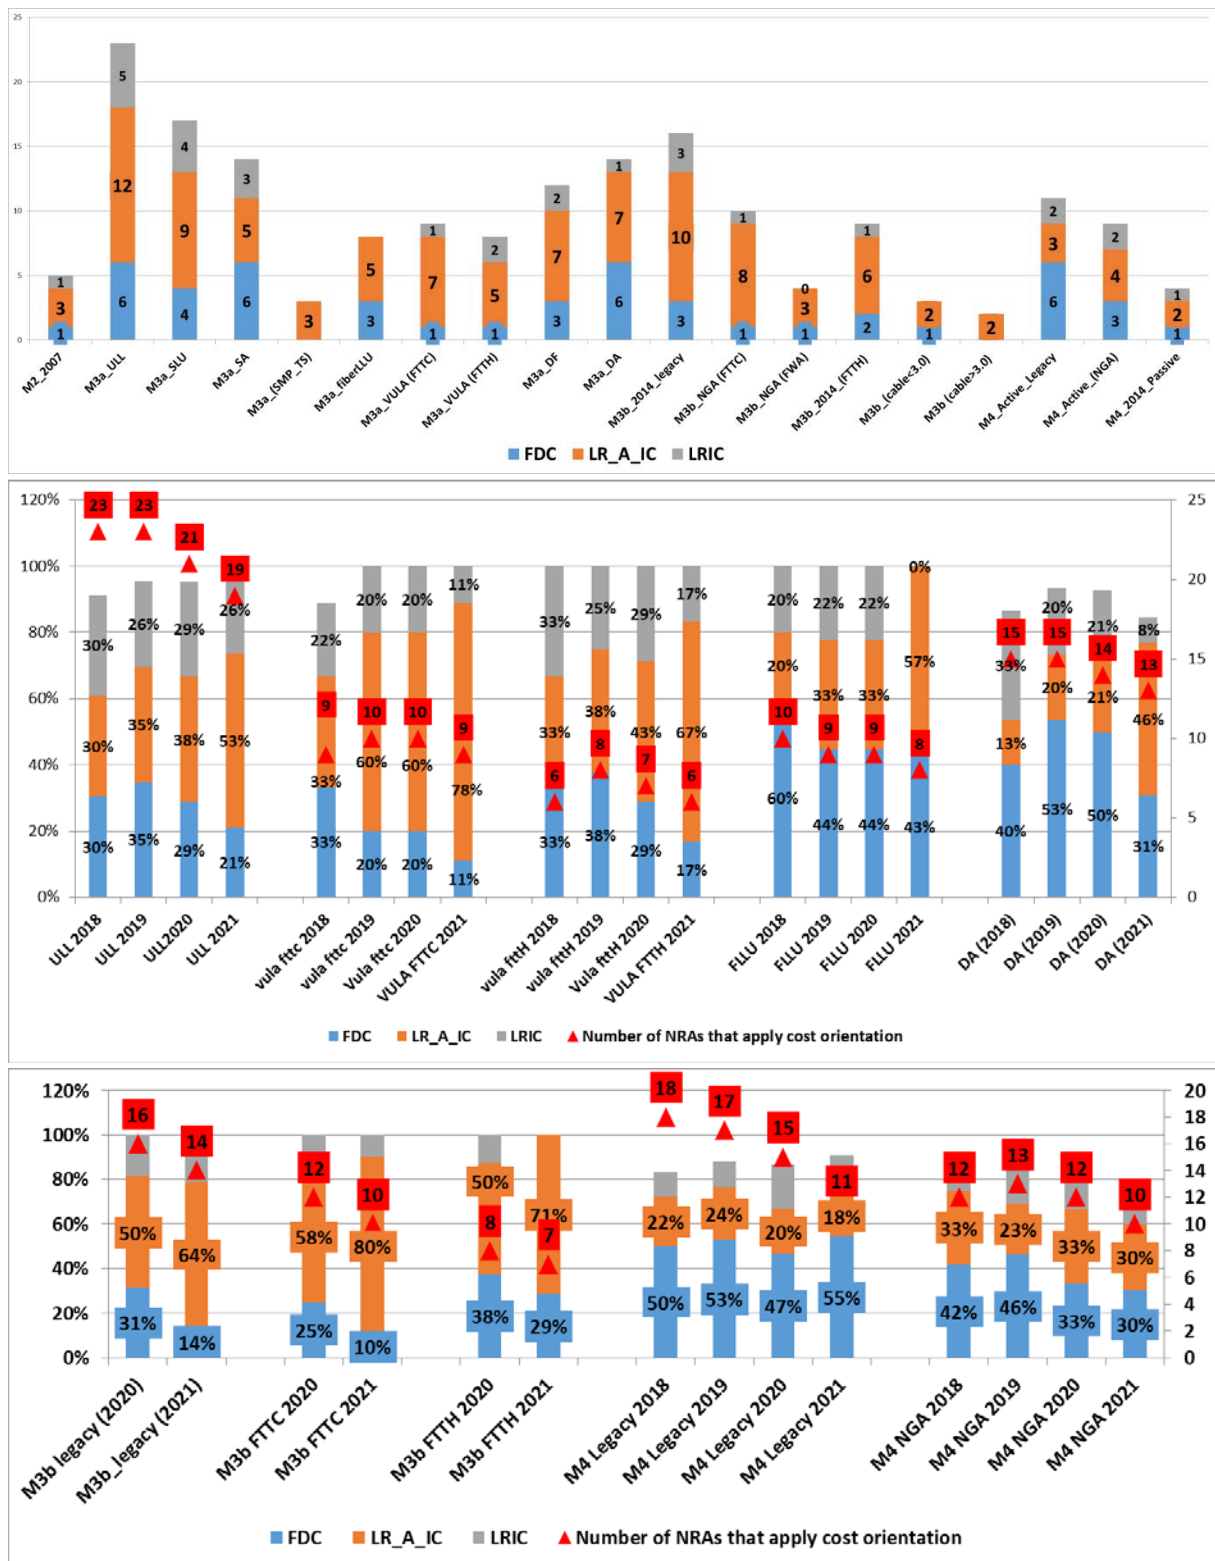 25
20
15
10
5
0
5 4 3 2 1 3 1 3 1 2 2
12 9 5 3 5 7 5 7 7 10 8 0 3 6 2 2 3 4 1 2
1 6 4 6 3 1 1 3 6 3 1 1 2 1 6 3 1
M2_2007 M3a_ULL M3a_SLU M3a_SA M3a_(SMP_TS) M3a_fiberLLU M3a_VULA (FTTC) M3a_VULA (FTTH) M3a_DF M3a_DA M3b_2014_legacy M3b_NGA (FTTC) M3b_NGA (FWA) M3b_2014_(FTTH) M3b_(cable<3.0) M3b (cable>3.0) M4_Active_Legacy M4_Active_(NGA) M4_2014_Passive
FDC LR_A_IC LRIC
120% 100% 80% 60% 40% 20% 0%
25 20 15 10 5 0
23 23 21 19 9 10 10 9 6 8 7 6 10 9 9 8 15 15 14 13
30% 26% 29% 26% 22% 20% 20% 11% 33% 25% 29% 17% 20% 22% 22% 0% 33% 20% 21% 8%
30% 35% 38% 53% 33% 60% 60% 78% 33% 38% 43% 67% 20% 33% 33% 57% 13% 20% 21% 46%
30% 35% 29% 21% 33% 20% 20% 11% 33% 38% 29% 17% 60% 44% 44% 43% 40% 53% 50% 31%
ULL 2018 ULL 2019 ULL2020 ULL 2021 vula fttc 2018 vula fttc 2019 vula fttc 2020 VULA FTTC 2021 vula fttH 2018 vula fttH 2019 vula fttH 2020 VULA FTTH 2021 FLLU 2018 FLLU 2019 FLLU 2020 FLLU 2021 DA (2018) DA (2019) DA (2020) DA (2021)
FDC LR_A_IC LRIC Number of NRAs that apply cost orientation
120% 100% 80% 60% 40% 20% 0%
20 18 16 14 12 10 8 6 4 2 0
16 14 12 10 8 7 18 17 15 11 12 13 12 10
50% 64% 58% 80% 50% 71% 22% 24% 20% 18% 33% 23% 33% 30%
31% 14% 25% 10% 38% 29% 50% 53% 47% 55% 42% 46% 33% 30%
M3b legacy (2020) M3b_legacy (2021) M3b FTTC 2020 M3b FTTC 2021 M3b FTTH 2020 M3b FTTH 2021 M4 Legacy 2018 M4 Legacy 2019 M4 Legacy 2020 M4 Legacy 2021 M4 NGA 2018 M4 NGA 2019 M4 NGA 2020 M4 NGA 2021
FDC LR_A_IC LRIC Number of NRAs that apply cost orientation